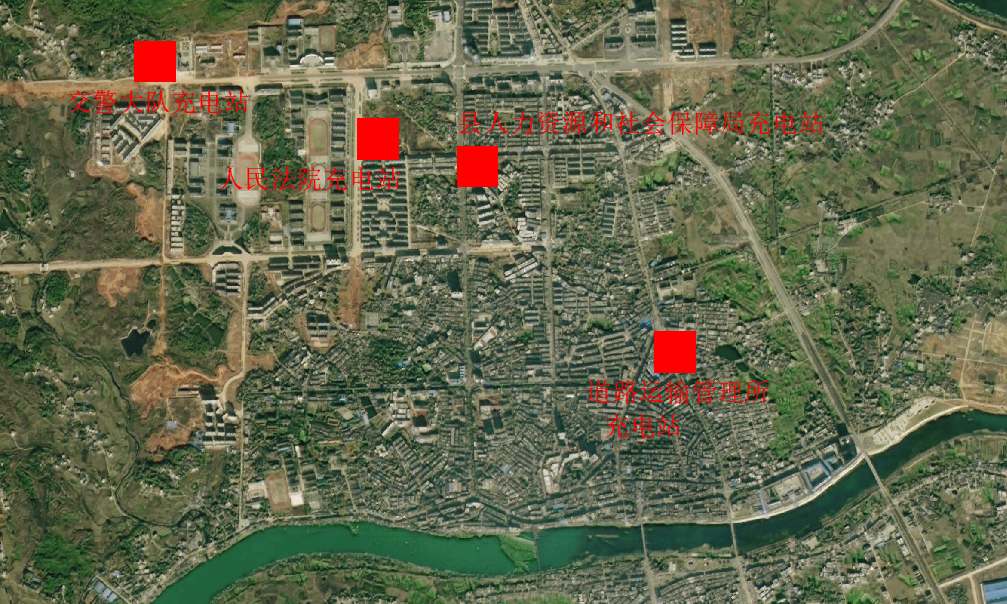 交警大队充电站
县人力资源和社会保障局充电站
人民法院充电站
道路运输管理所
充电站